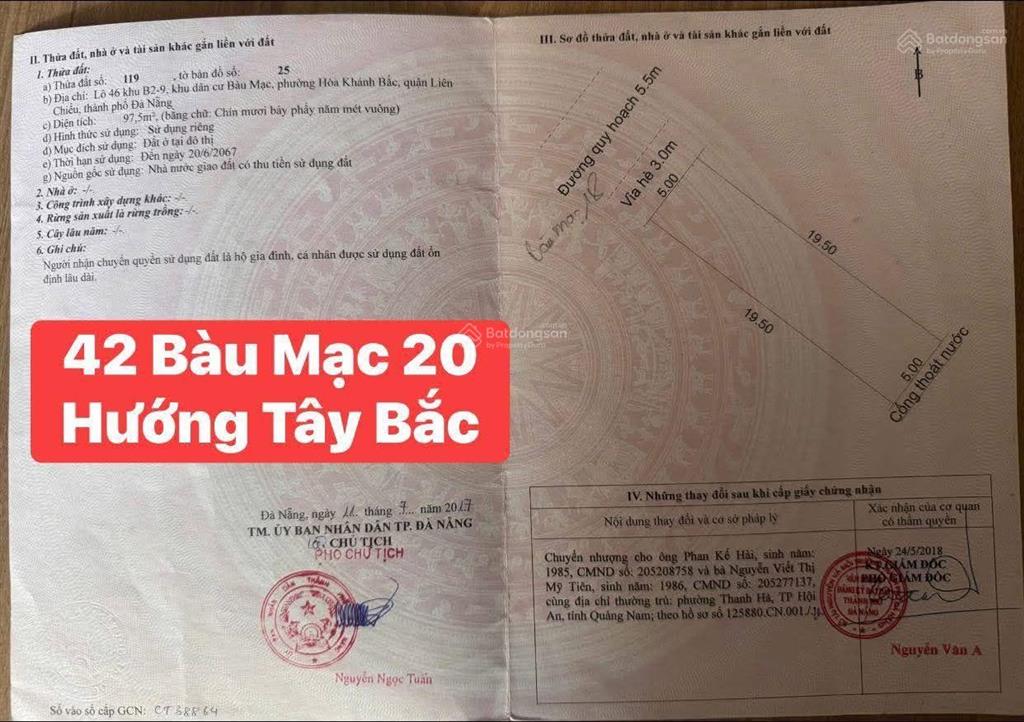 II. Thửa đất, nhà ở và tài sản khác gắn liền với đất
1. Thửa đất:
a) Thửa đất số: 119 , tờ bản đồ số: 25
b) Địa chỉ: Lô 46 khu B2-9, khu dân cư Bàu Mạc, phường Hòa Khánh Bắc, quận Liên
Chiểu, thành phố Đà Nẵng
c) Diện tích: 97,5m², (bằng chữ: Chín mươi bảy phẩy năm mét vuông)
d) Hình thức sử dụng: Sử dụng riêng
đ) Mục đích sử dụng: Đất ở tại đô thị
e) Thời hạn sử dụng: Đến ngày 20/6/2067
g) Nguồn gốc sử dụng: Nhà nước giao đất có thu tiền sử dụng đất
2. Nhà ở: -/-
3. Công trình xây dựng khác: -/-
4. Rừng sản xuất là rừng trồng: -/-.
5. Cây lâu năm: -/-
6. Ghi chú:
Người nhận chuyển quyền sử dụng đất là hộ gia đình, cá nhân được sử dụng đất ổn
định lâu dài.
42 Bàu Mạc 20
Hướng Tây Bắc
Đà Nẵng, ngày 11 tháng 7 năm 2017
TM. ỦY BAN NHÂN DÂN TP. ĐÀ NẴNG
CHỦ TỊCH
PHÓ CHỦ TỊCH
Nguyễn Ngọc Tuấn
Số vào sổ cấp GCN: CT38864
III. Sơ đồ thửa đất, nhà ở và tài sản khác gắn liền với đất
Batdongsan
by PropertyGuru
B
Đường quy hoạch 5.5m
Vỉa hè 3.0m
5.00
19.50
19.50
5.00
Cống thoát nước
Batdongsan
by PropertyGuru
IV. Những thay đổi sau khi cấp giấy chứng nhận
Nội dung thay đổi và cơ sở pháp lý
Xác nhận của cơ quan
có thẩm quyền
Chuyển nhượng cho ông Phan Kế Hải, sinh năm:
1985, CMND số: 205208758 và bà Nguyễn Viết Thị
Mỹ Tiên, sinh năm: 1986, CMND số: 205277137,
cùng địa chỉ thường trú: phường Thanh Hà, TP Hội
An, tỉnh Quảng Nam; theo hồ sơ số 125880.CN.001./.
Ngày 24/5/2018
KT.GIÁM ĐỐC
PHÓ GIÁM ĐỐC
Nguyễn Văn A